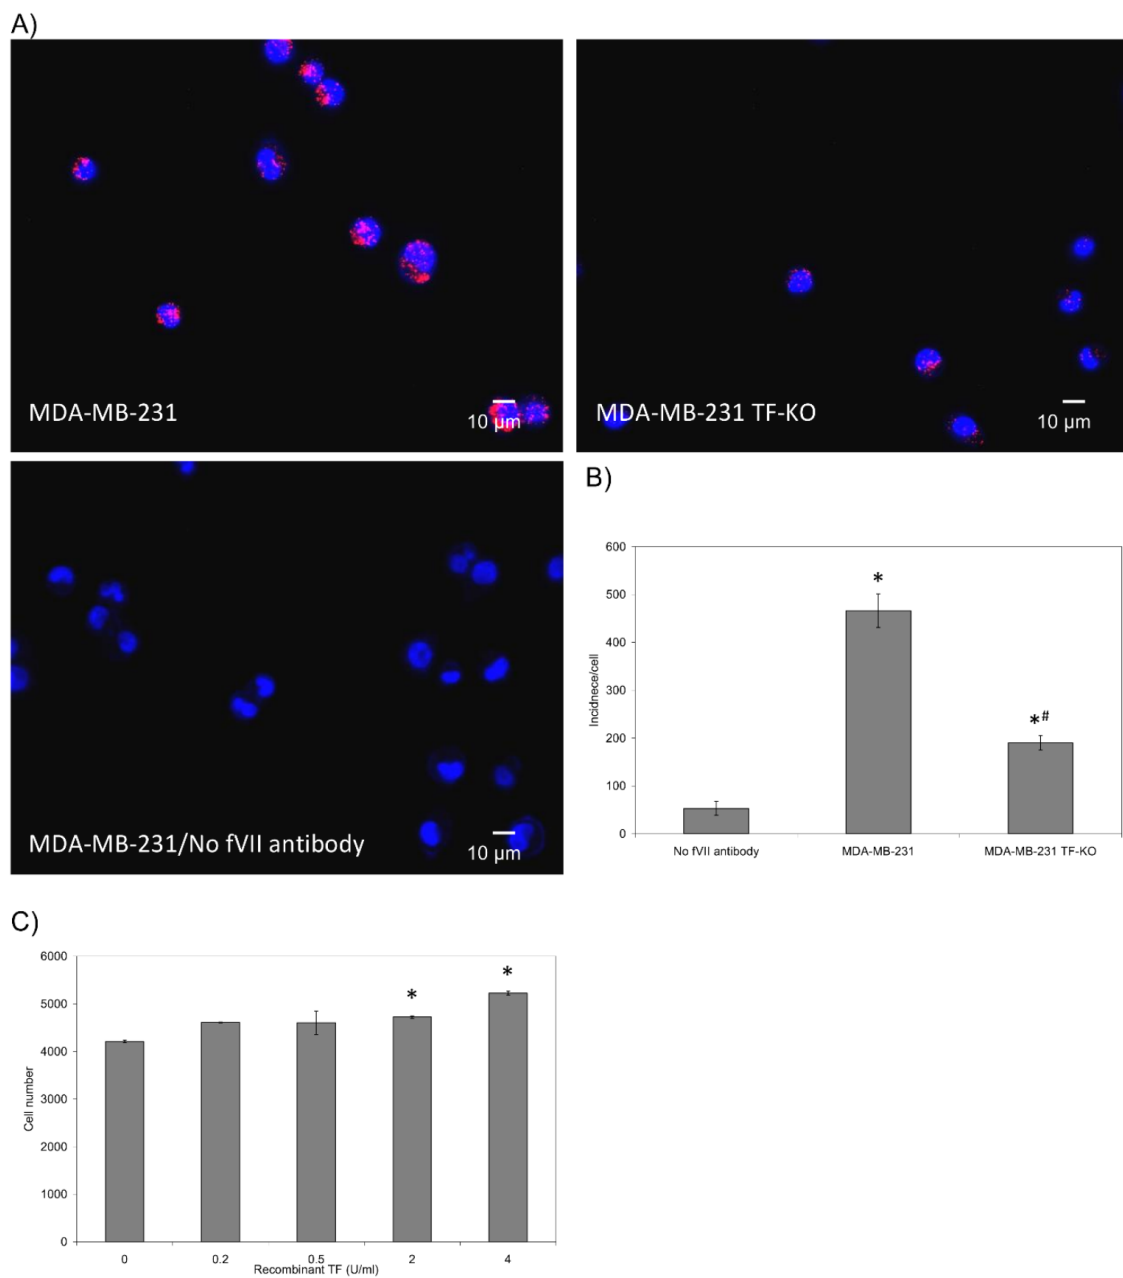 A)
MDA-MB-231
10 µm
MDA-MB-231 TF-KO
10 µm
MDA-MB-231/No fVII antibody
10 µm
B)
600
500
400
300
200
100
0
Incidnece/cell
*
*#
No fVII antibody
MDA-MB-231
MDA-MB-231 TF-KO
C)
6000
5000
4000
3000
2000
1000
0
Cell number
*
*
0
0.2
0.5
2
4
Recombinant TF (U/ml)